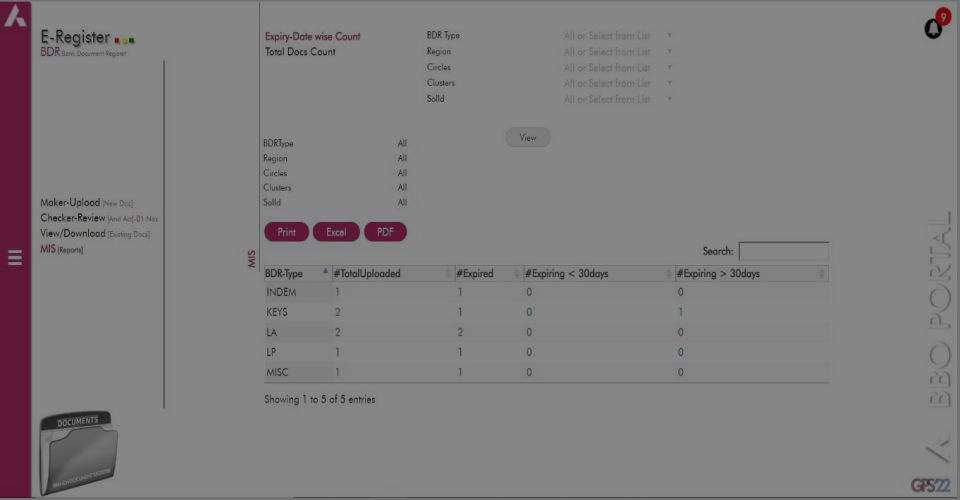 9
E-Register
BDR Bank Document Register
Expiry-Date wise Count
Total Docs Count
BDR Type All or Select from List
Region All or Select from List
Circles All or Select from List
Clusters All or Select from List
SolId All or Select from List
View
BDRType All
Region All
Circles All
Clusters All
SolId All
Maker-Upload [New Doc]
Checker-Review [And Act]-01 Nos
View/Download [Existing Docs]
MIS [Reports]
MIS
Print Excel PDF
Search:
BDR-Type #TotalUploaded #Expired #Expiring < 30days #Expiring > 30days
INDEM 1 1 0 0
KEYS 2 1 0 1
LA 2 2 0 0
LP 1 1 0 0
MISC 1 1 0 0
Showing 1 to 5 of 5 entries
DOCUMENTS
BRANCH DOCUMENT REGISTER
BBO PORTAL
GPS'22